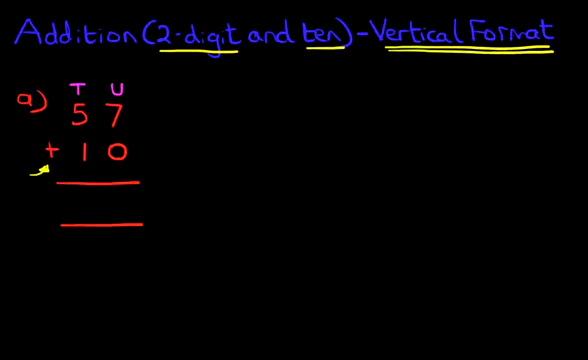 Addition (2-digit and ten) - Vertical Format
T U
a) 5 7
+ 1 0